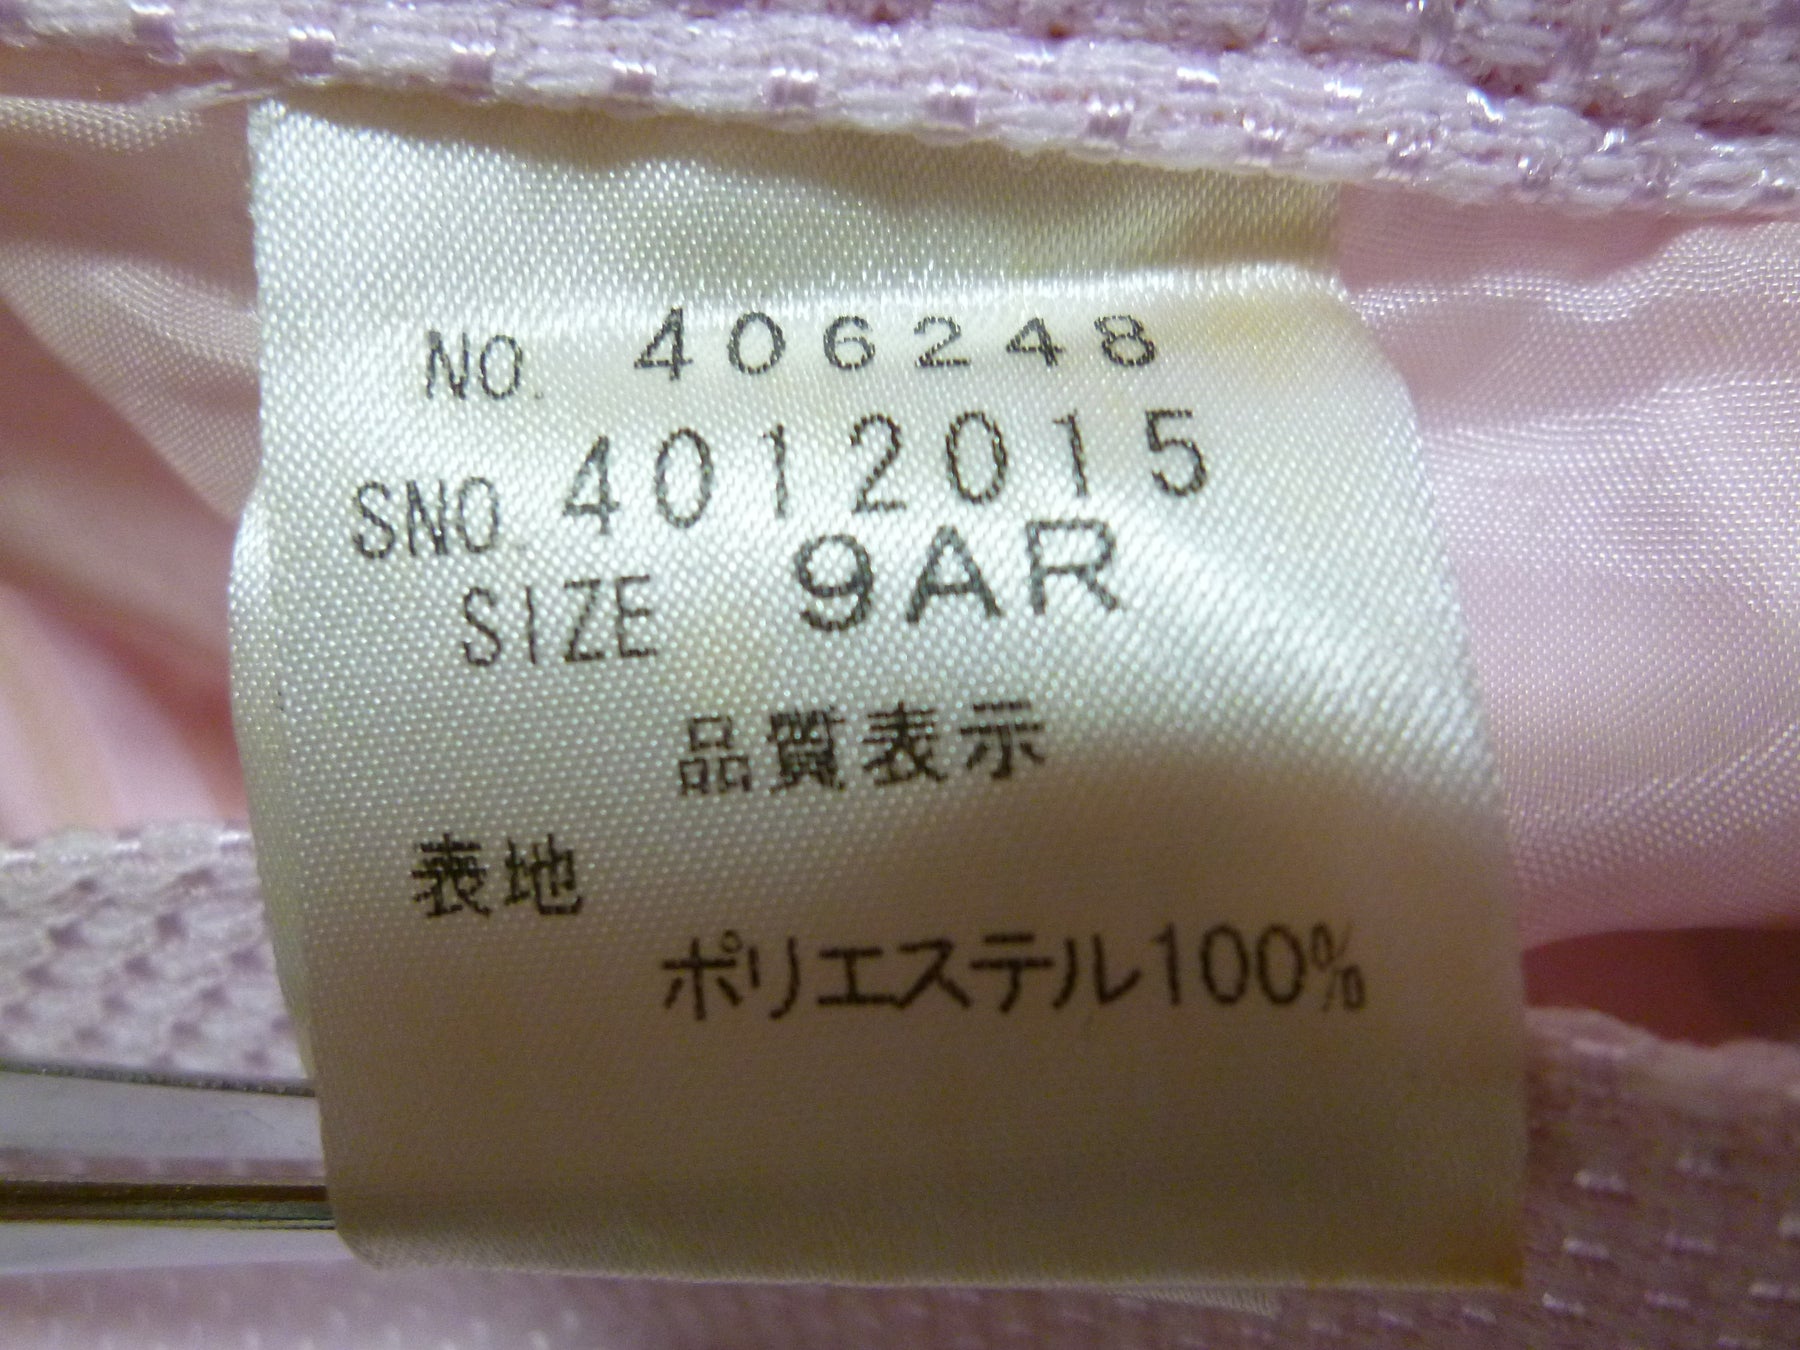 NO. 406248
SNO. 4012015
SIZE 9AR
品質表示
表地
ポリエステル100%